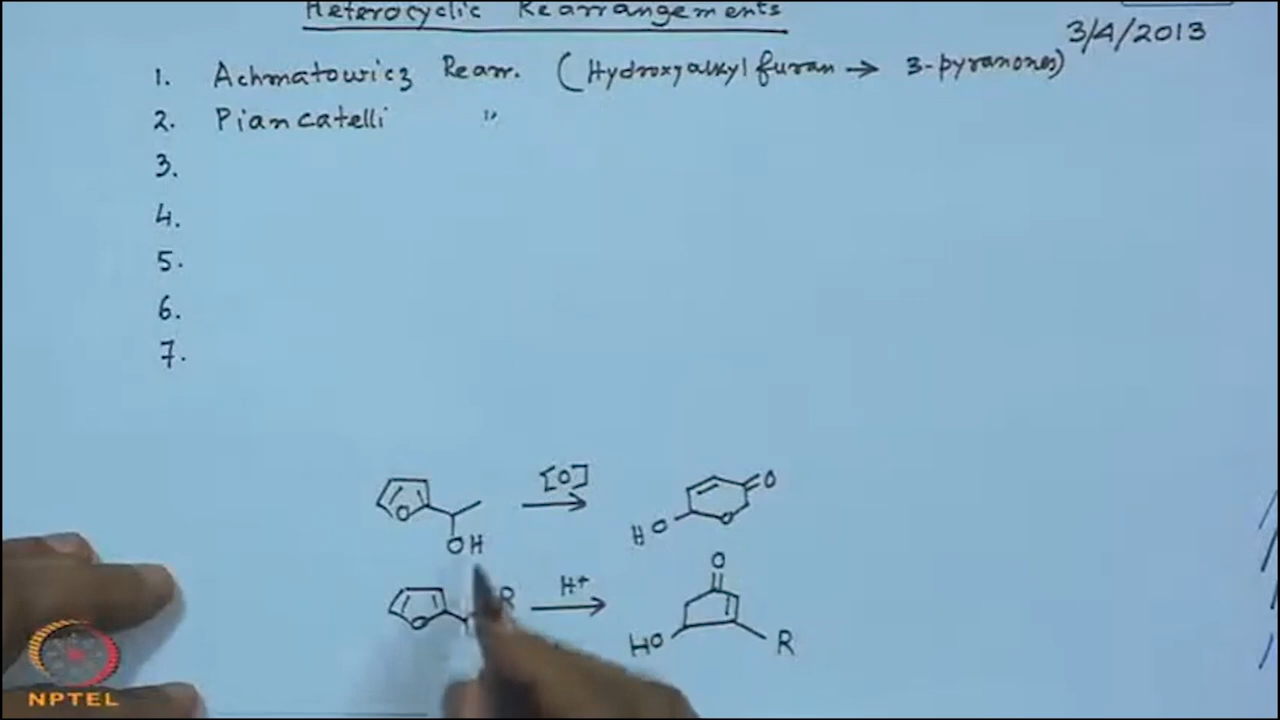 Heterocyclic Rearrangements
3/4/2013
1. Achmatowicz Rearr. (Hydroxyalkyl furan → 3-pyranones)
2. Piancatelli "
3.
4.
5.
6.
7.
O OH [O] → HO O O
O R H+ → HO O R
NPTEL